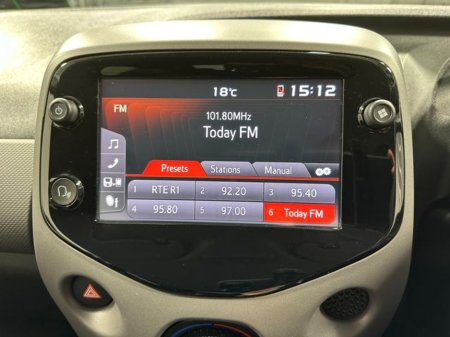 18°C 15:12
FM
101.80MHz
Today FM
Presets Stations Manual
1 RTE R1 2 92.20 3 95.40
4 95.80 5 97.00 6 Today FM